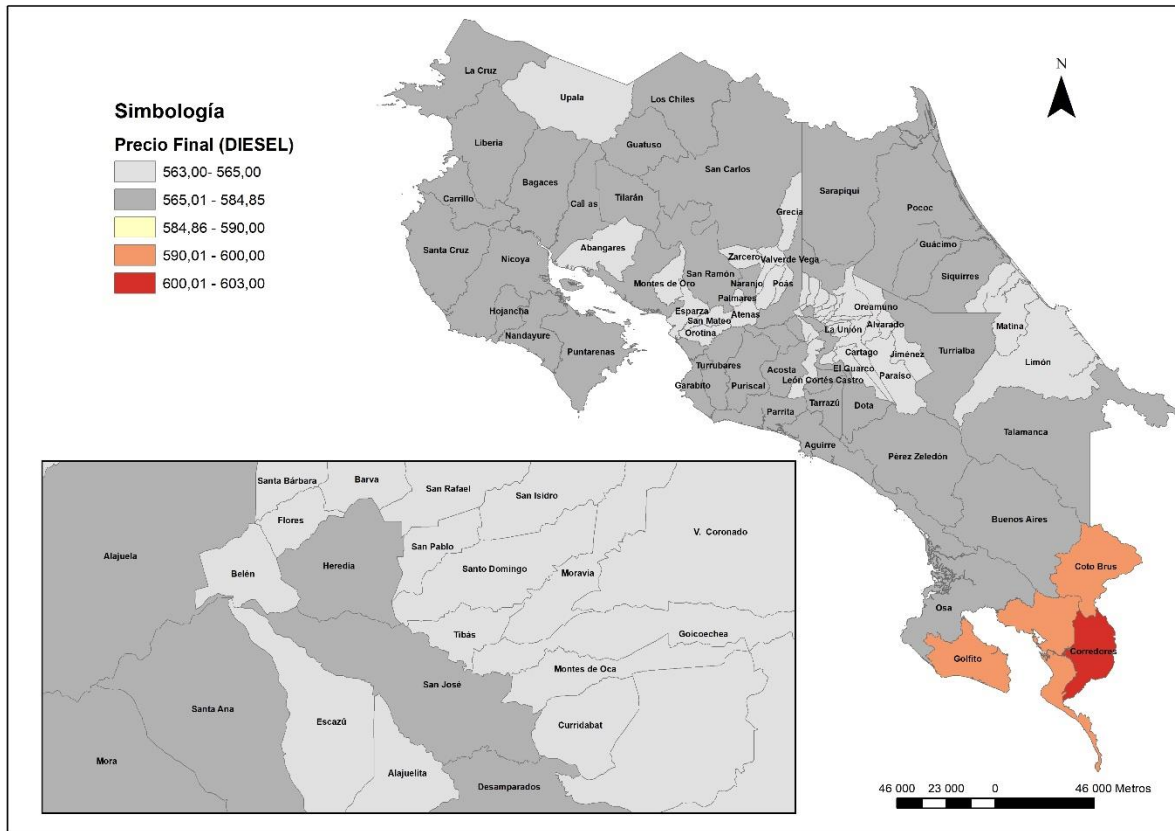 Simbología
Precio Final (DIESEL)
563,00- 565,00
565,01 - 584,85
584,86 - 590,00
590,01 - 600,00
600,01 - 603,00
N
La Cruz
Upala
Los Chiles
Liberia
Guatuso
San Carlos
Bagaces
Tilarán
Sarapiquí
Carrillo
Pococ
Grecia
Guácimo
Santa Cruz
Nicoya
Abangares
Zarcero
Valverde Vega
Siquirres
San Ramón
Montes de Oro
Naranjo
Poás
Palmares
Oreamuno
Esparza
Atenas
San Mateo
Orotina
La Unión
Alvarado
Matina
Hojancha
Nandayure
Puntarenas
Cartago
Jiménez
Turrialba
Limón
Turrubares
Acosta
El Guarco
Paraíso
Garabito
Puriscal
León Cortés Castro
Tarrazú
Dota
Parrita
Talamanca
Aguirre
Pérez Zeledón
Buenos Aires
Coto Brus
Osa
Golfito
Corredores
Santa Bárbara
Barva
San Rafael
San Isidro
Flores
V. Coronado
Alajuela
San Pablo
Belén
Heredia
Santo Domingo
Moravia
Tibás
Goicoechea
Montes de Oca
San José
Santa Ana
Escazú
Curridabat
Mora
Alajuelita
Desamparados
46 000 23 000 0 46 000 Metros